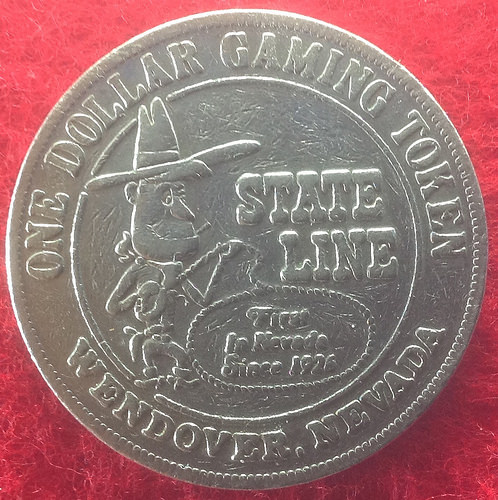 ONE DOLLAR GAMING TOKEN
STATE
LINE
First
In Nevada
Since 1926
WENDOVER, NEVADA